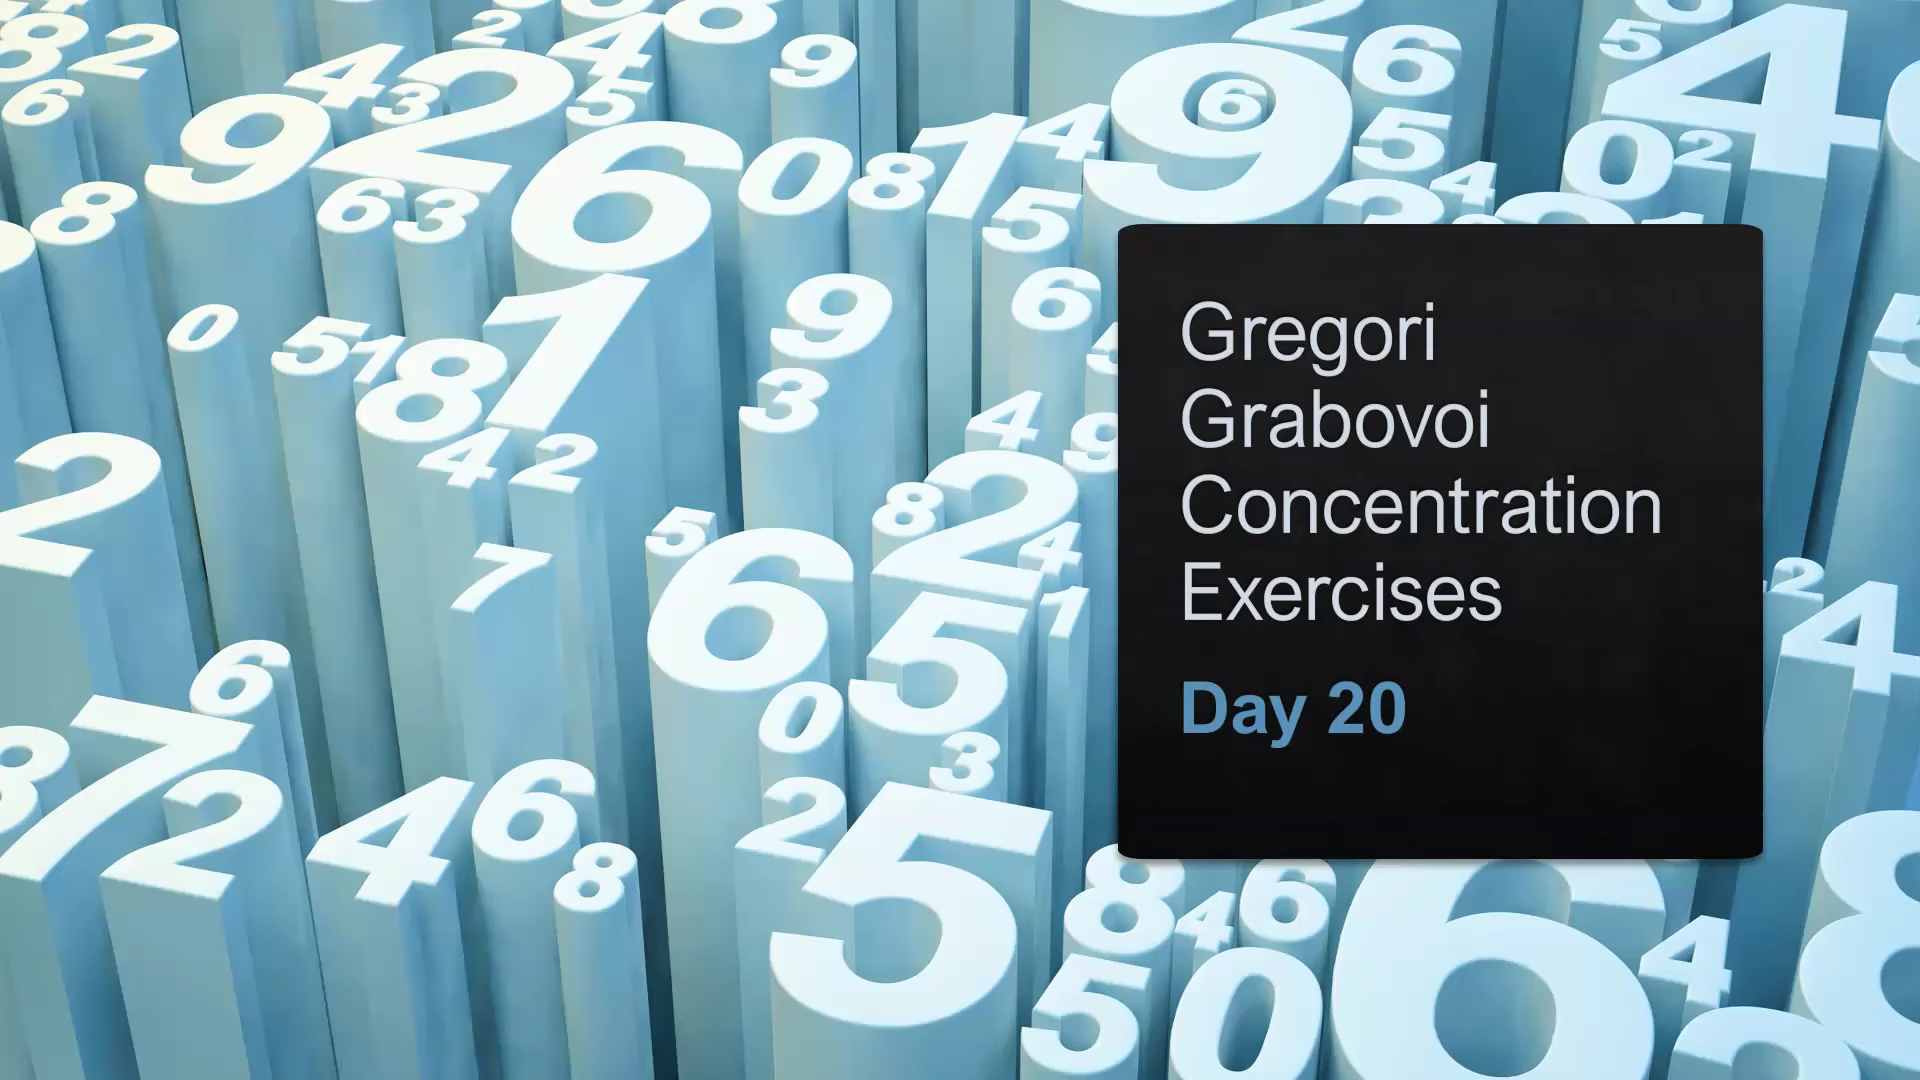 Gregori
Grabovoi
Concentration
Exercises
Day 20